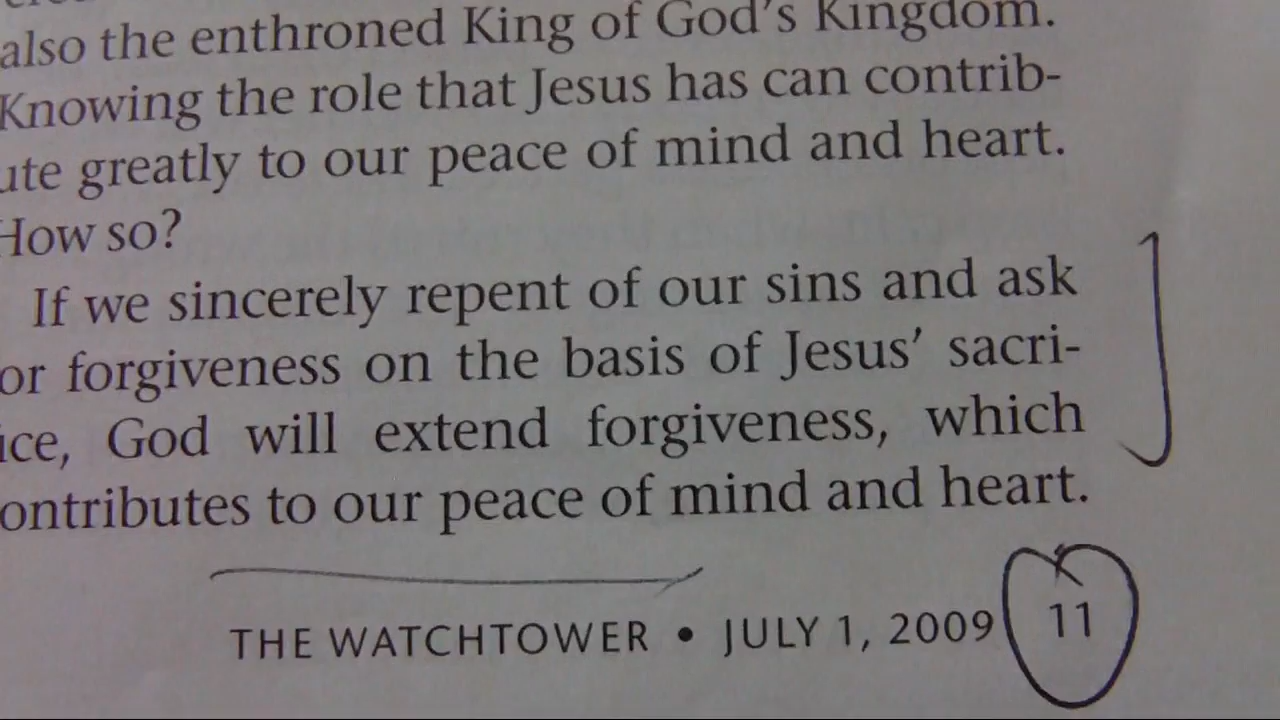 also the enthroned King of God's Kingdom.
Knowing the role that Jesus has can contrib-
ute greatly to our peace of mind and heart.
How so?
If we sincerely repent of our sins and ask
or forgiveness on the basis of Jesus' sacri-
ice, God will extend forgiveness, which
ontributes to our peace of mind and heart.
THE WATCHTOWER • JULY 1, 2009 11